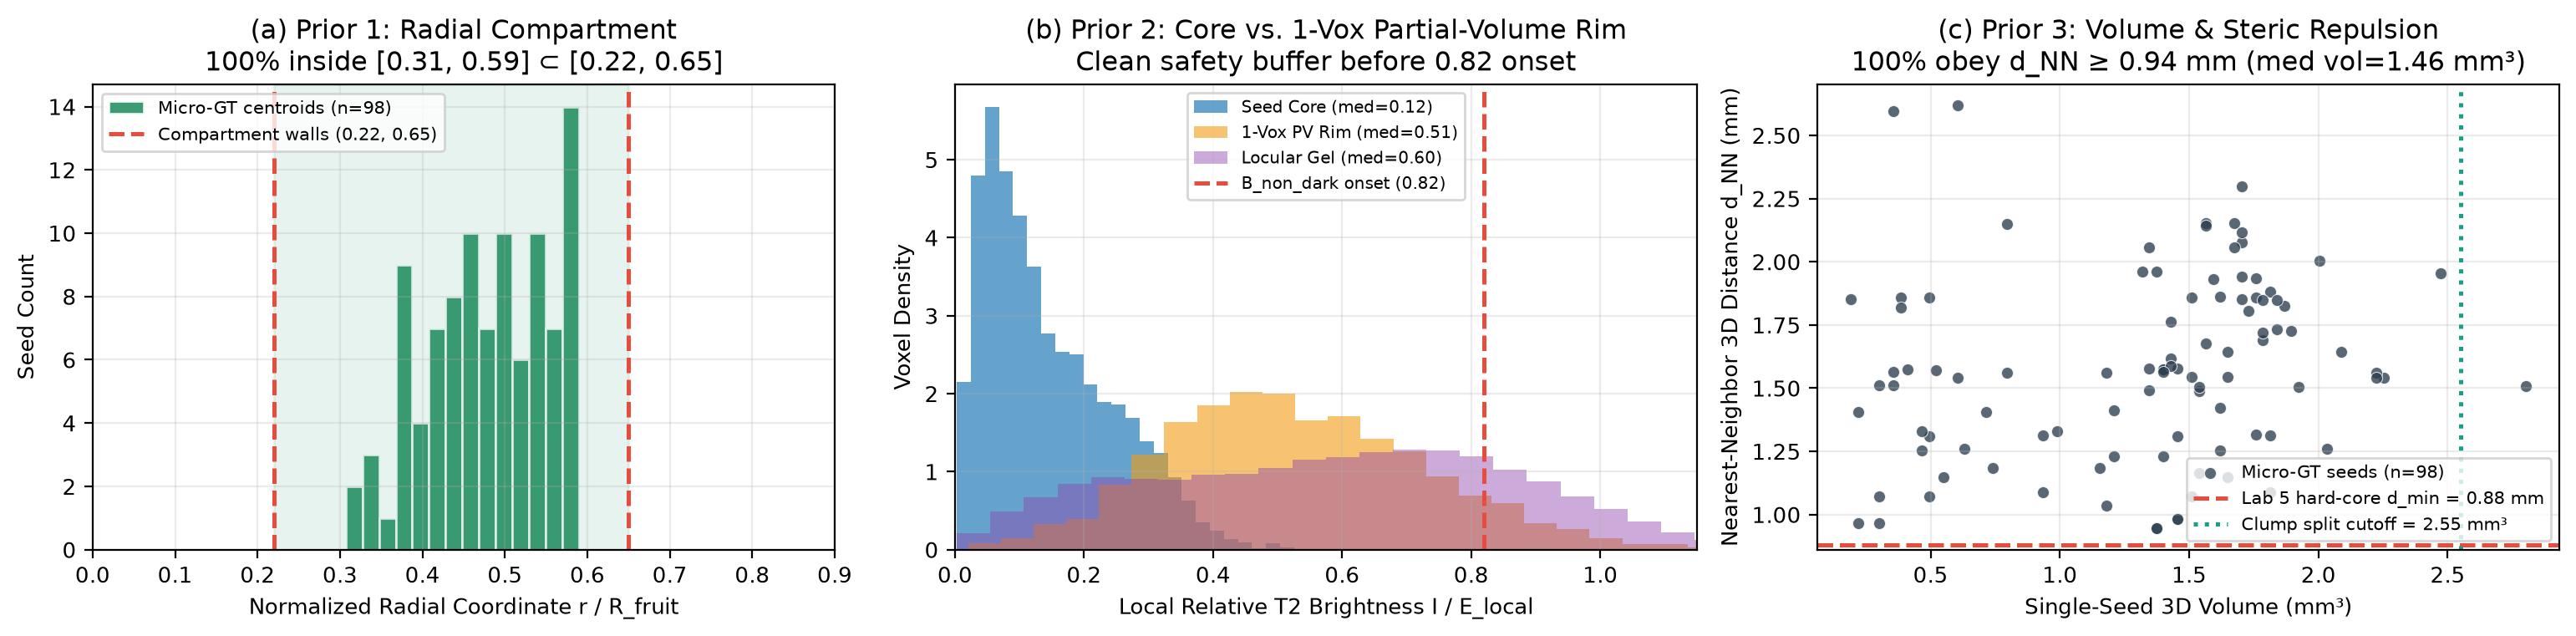 (a) Prior 1: Radial Compartment
100% inside [0.31, 0.59] ⊂ [0.22, 0.65]
Micro-GT centroids (n=98)
Compartment walls (0.22, 0.65)
Seed Count
14
12
10
8
6
4
2
0
0.0 0.1 0.2 0.3 0.4 0.5 0.6 0.7 0.8 0.9
Normalized Radial Coordinate r / R_fruit
(b) Prior 2: Core vs. 1-Vox Partial-Volume Rim
Clean safety buffer before 0.82 onset
Seed Core (med=0.12)
1-Vox PV Rim (med=0.51)
Locular Gel (med=0.60)
B_non_dark onset (0.82)
Voxel Density
5
4
3
2
1
0
0.0 0.2 0.4 0.6 0.8 1.0
Local Relative T2 Brightness I / E_local
(c) Prior 3: Volume & Steric Repulsion
100% obey d_NN ≥ 0.94 mm (med vol=1.46 mm³)
Nearest-Neighbor 3D Distance d_NN (mm)
2.50
2.25
2.00
1.75
1.50
1.25
1.00
Micro-GT seeds (n=98)
Lab 5 hard-core d_min = 0.88 mm
Clump split cutoff = 2.55 mm³
0.5 1.0 1.5 2.0 2.5
Single-Seed 3D Volume (mm³)